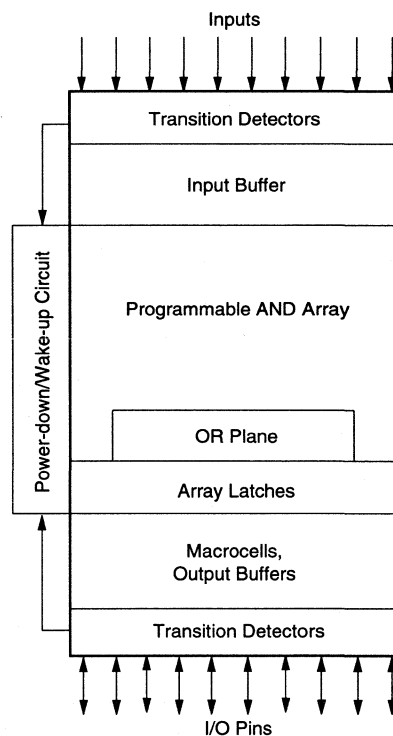 Inputs
Transition Detectors
Input Buffer
Power-down/Wake-up Circuit
Programmable AND Array
OR Plane
Array Latches
Macrocells,
Output Buffers
Transition Detectors
I/O Pins